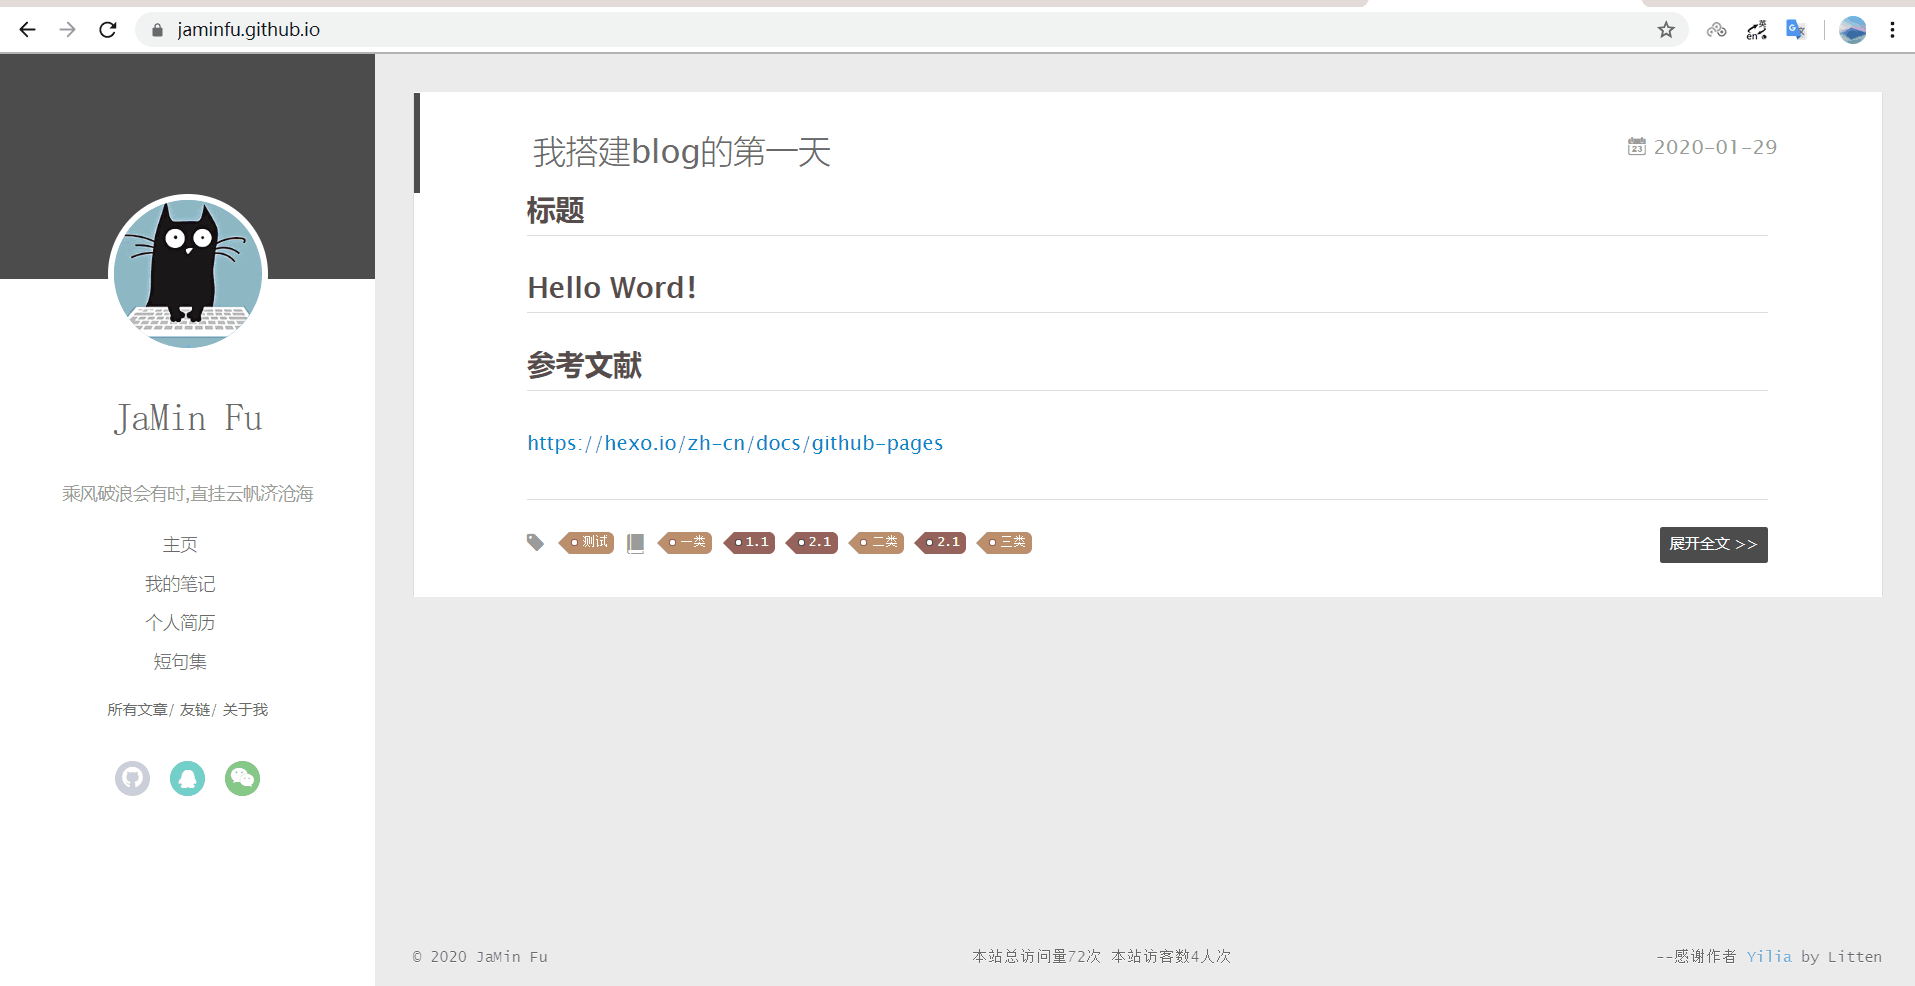 jaminfu.github.io
英
en
我搭建blog的第一天
2020-01-29
标题
Hello Word!
参考文献
https://hexo.io/zh-cn/docs/github-pages
测试 一类 1.1 2.1 二类 2.1 三类
展开全文 >>
JaMin Fu
乘风破浪会有时,直挂云帆济沧海
主页
我的笔记
个人简历
短句集
所有文章/ 友链/ 关于我
© 2020 JaMin Fu
本站总访问量72次 本站访客数4人次
--感谢作者 Yilia by Litten